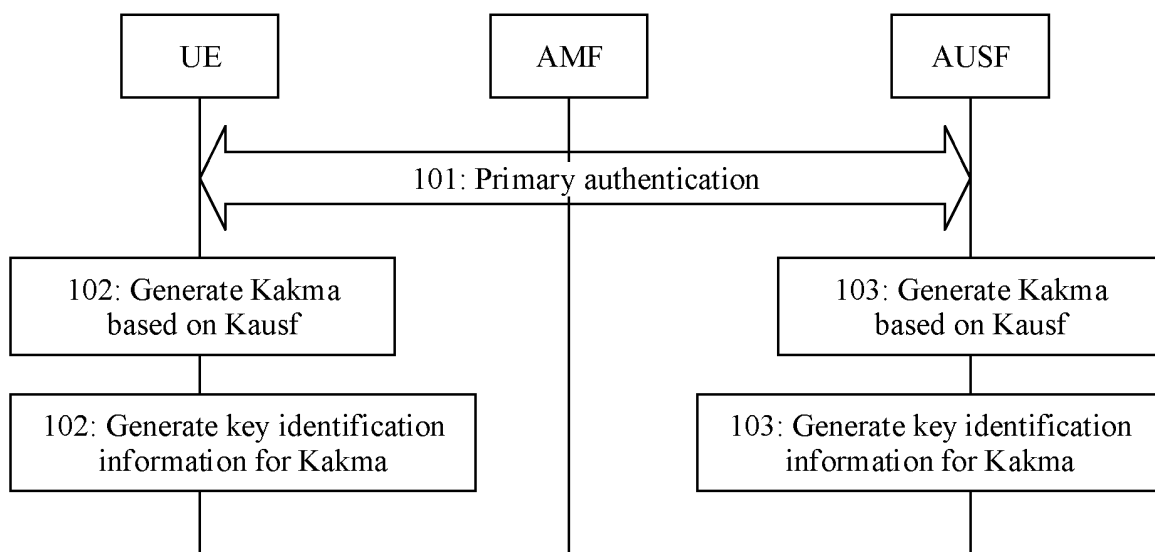 UE
AMF
AUSF
101: Primary authentication
102: Generate Kakma
based on Kausf
103: Generate Kakma
based on Kausf
102: Generate key identification
information for Kakma
103: Generate key identification
information for Kakma